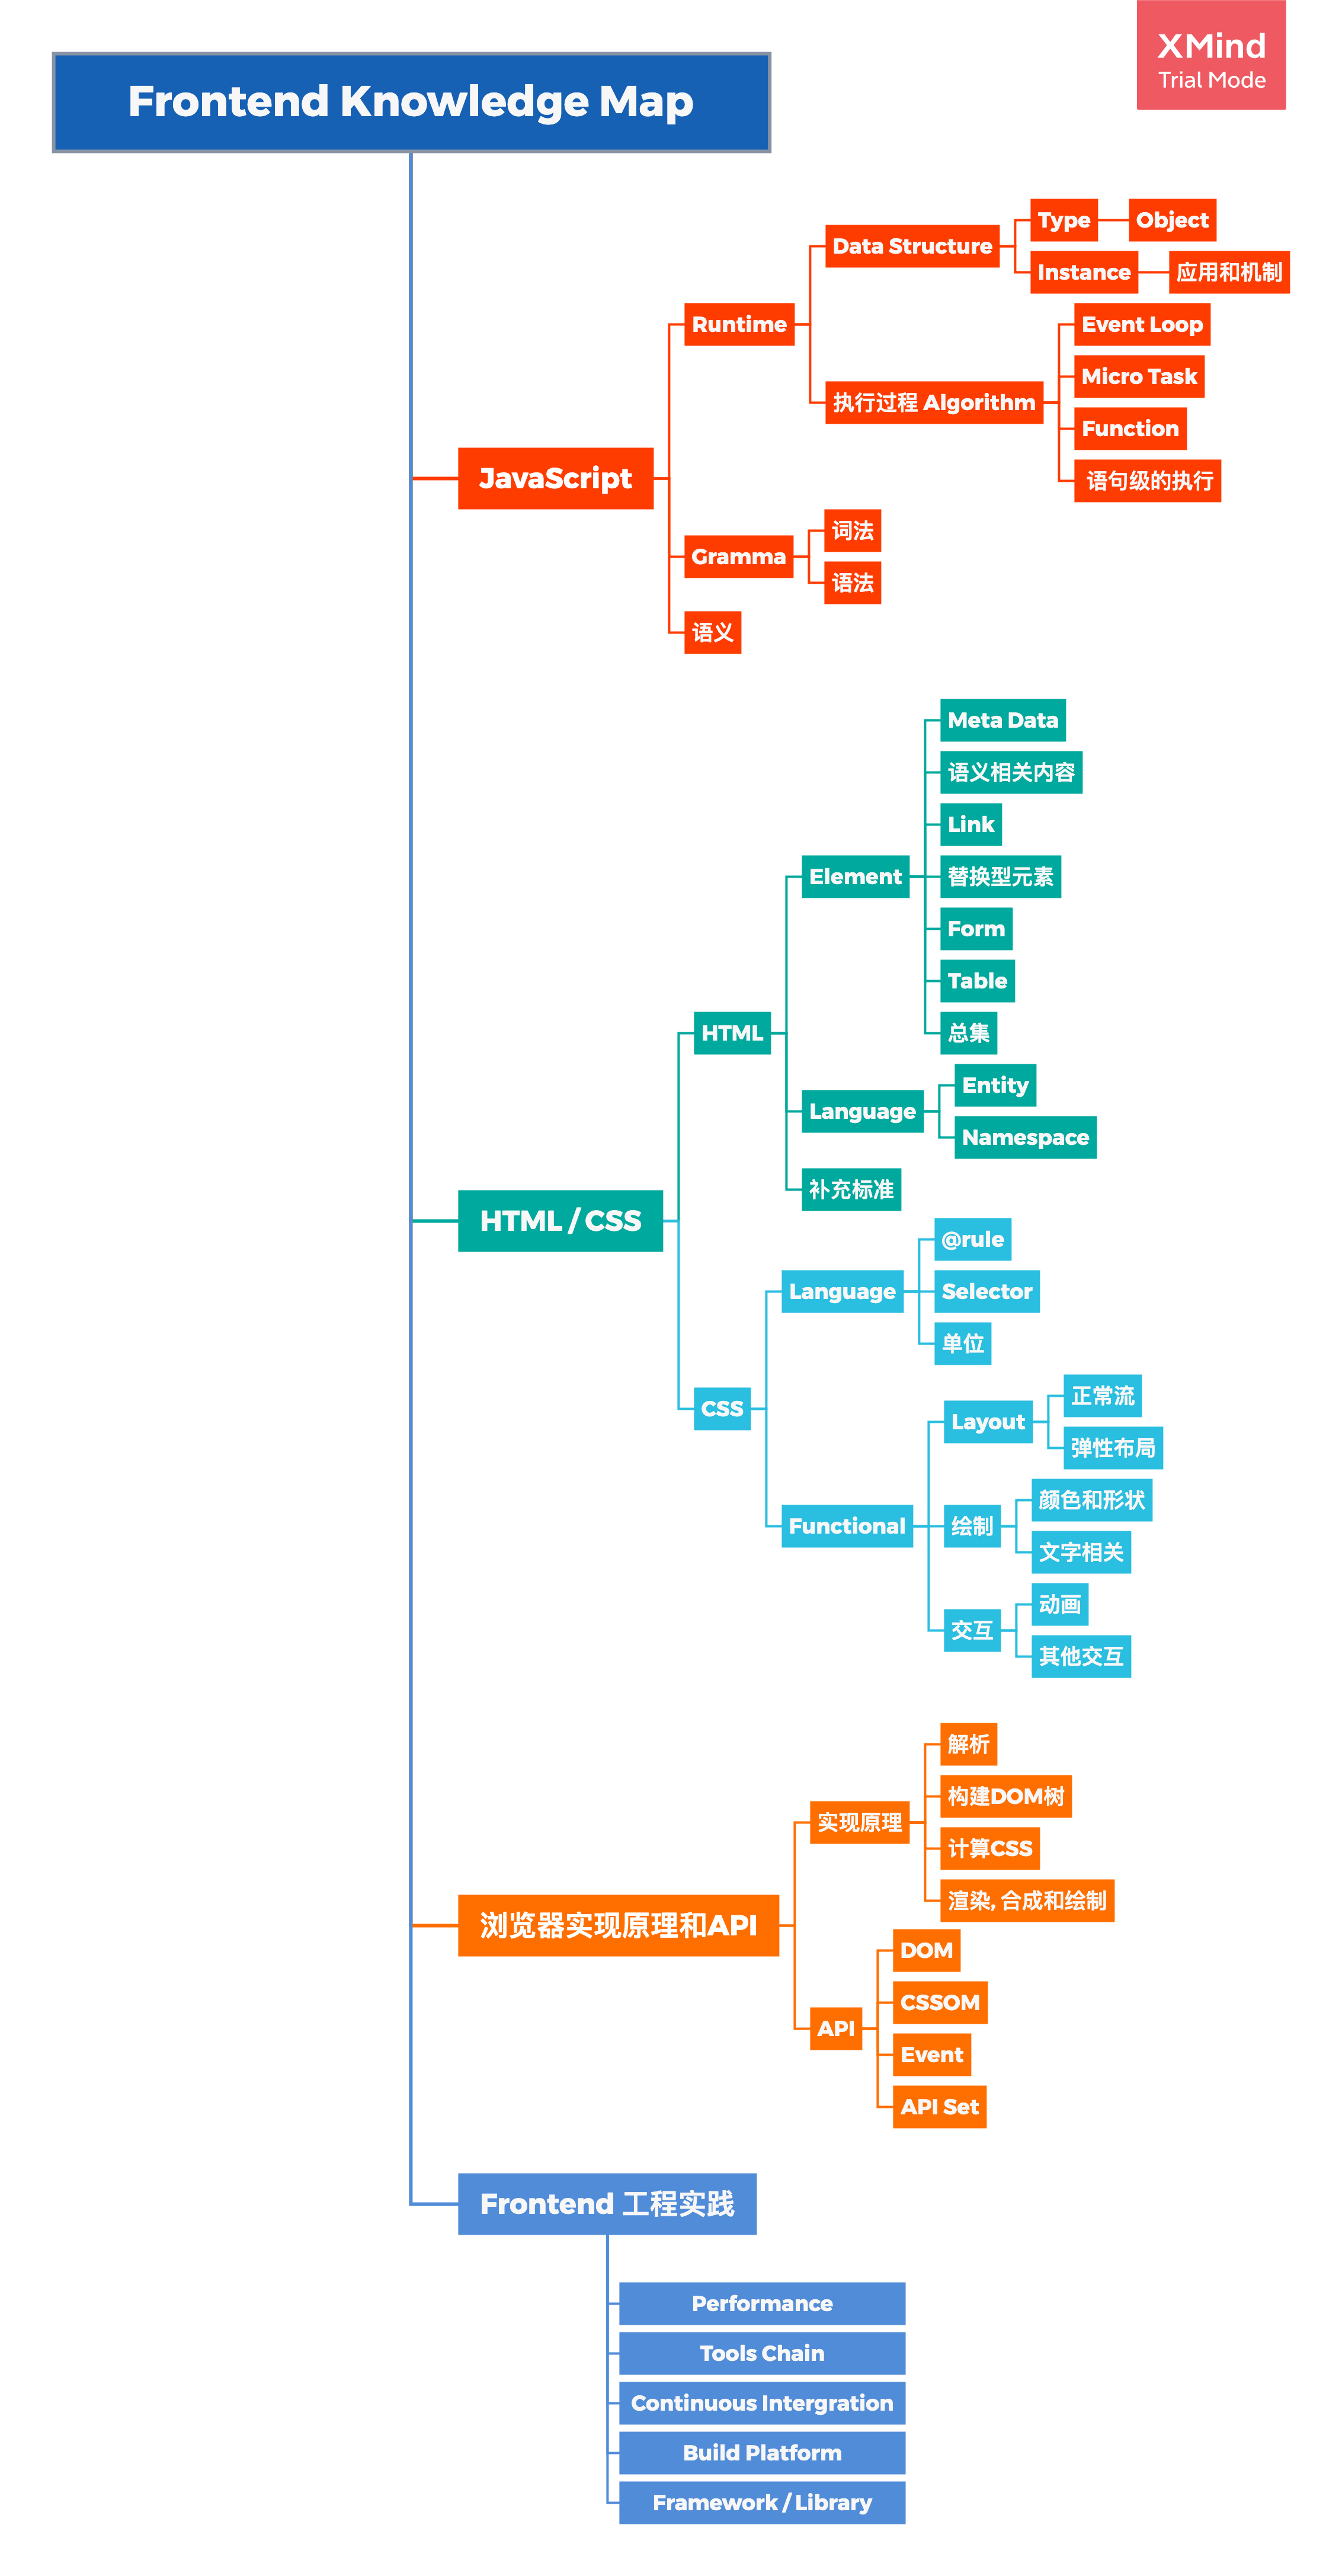 XMind
Trial Mode
Frontend Knowledge Map
JavaScript
Runtime
Data Structure
Type
Object
Instance
应用和机制
执行过程 Algorithm
Event Loop
Micro Task
Function
语句级的执行
Gramma
词法
语法
语义
HTML / CSS
HTML
Element
Meta Data
语义相关内容
Link
替换型元素
Form
Table
总集
Language
Entity
Namespace
补充标准
CSS
Language
@rule
Selector
单位
Functional
Layout
正常流
弹性布局
绘制
颜色和形状
文字相关
交互
动画
其他交互
浏览器实现原理和API
实现原理
解析
构建DOM树
计算CSS
渲染, 合成和绘制
API
DOM
CSSOM
Event
API Set
Frontend 工程实践
Performance
Tools Chain
Continuous Intergration
Build Platform
Framework / Library